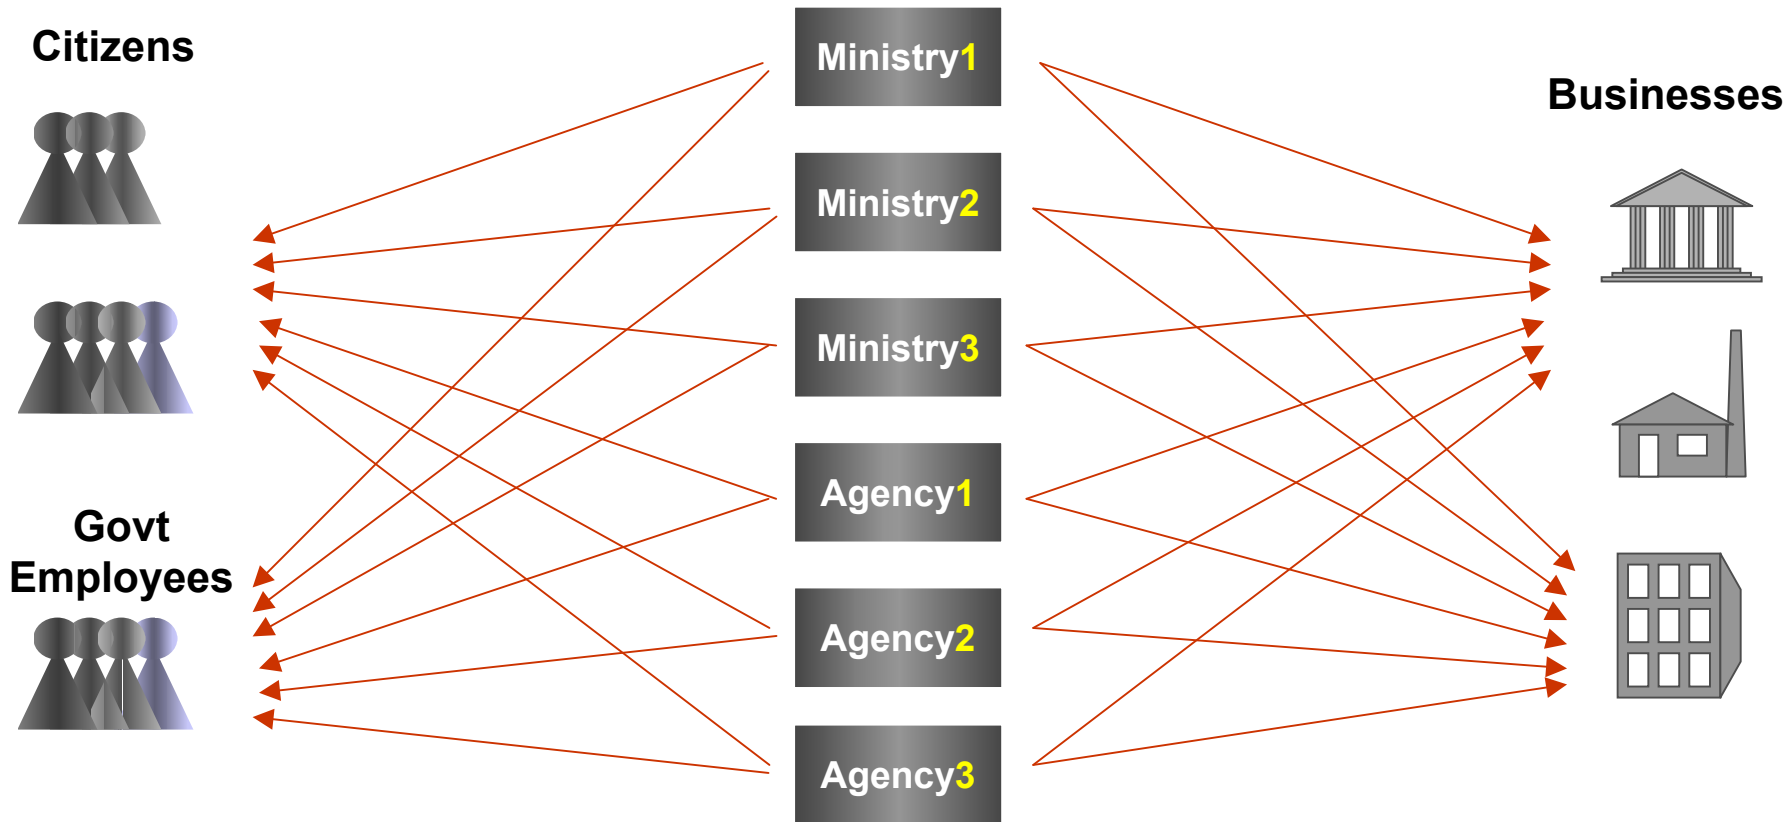 Citizens
Ministry1
Businesses
Ministry2
Ministry3
Agency1
Govt
Employees
Agency2
Agency3